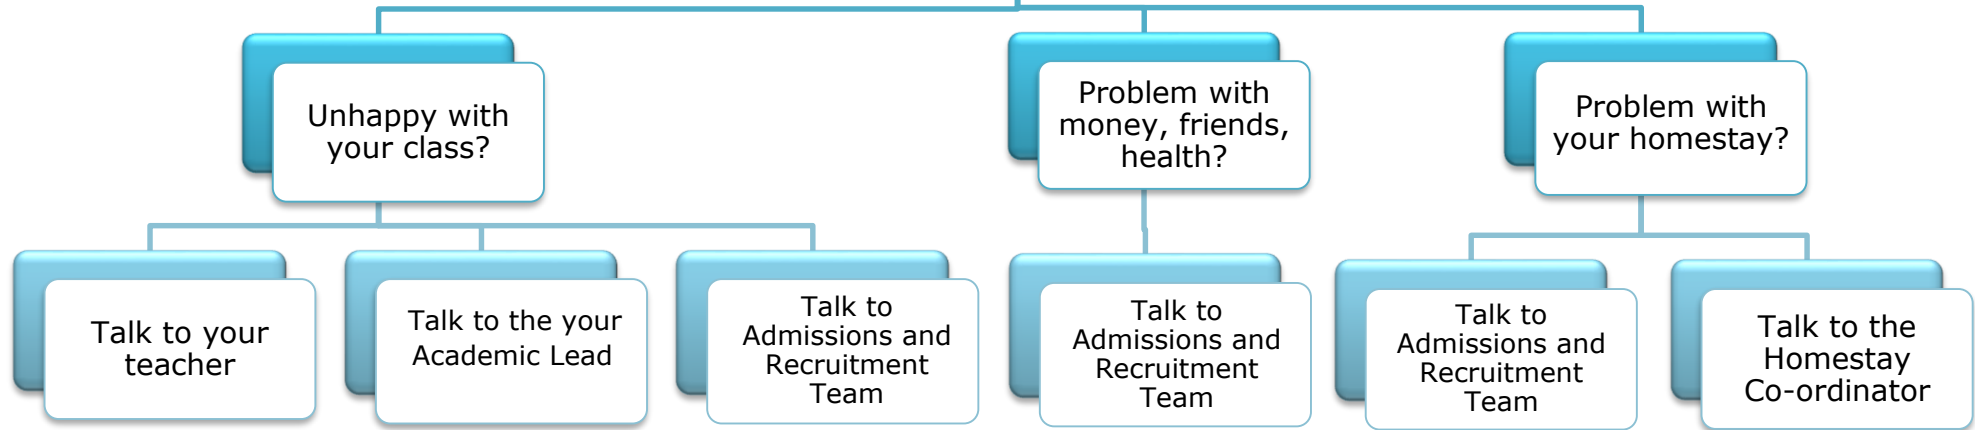 Unhappy with
your class?
Problem with
money, friends,
health?
Problem with
your homestay?
Talk to your
teacher
Talk to the your
Academic Lead
Talk to
Admissions and
Recruitment
Team
Talk to
Admissions and
Recruitment
Team
Talk to
Admissions and
Recruitment
Team
Talk to the
Homestay
Co-ordinator